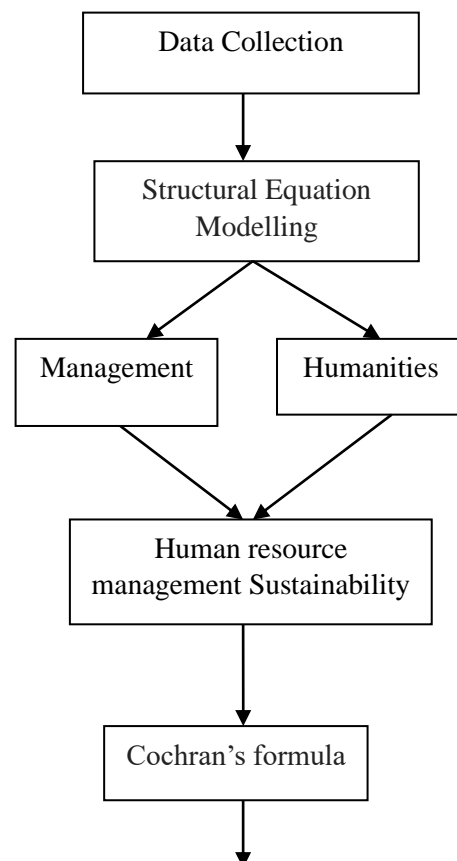 Data Collection
Structural Equation
Modelling
Management
Humanities
Human resource
management Sustainability
Cochran’s formula